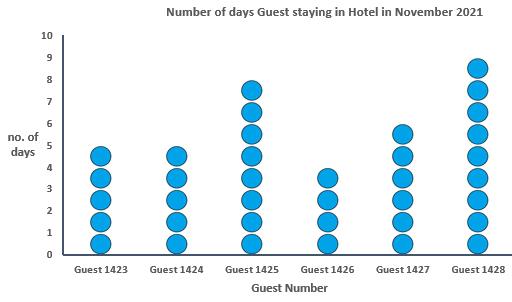 Number of days Guest staying in Hotel in November 2021
10
9
8
7
6
no. of
days
5
4
3
2
1
0
Guest 1423 Guest 1424 Guest 1425 Guest 1426 Guest 1427 Guest 1428
Guest Number